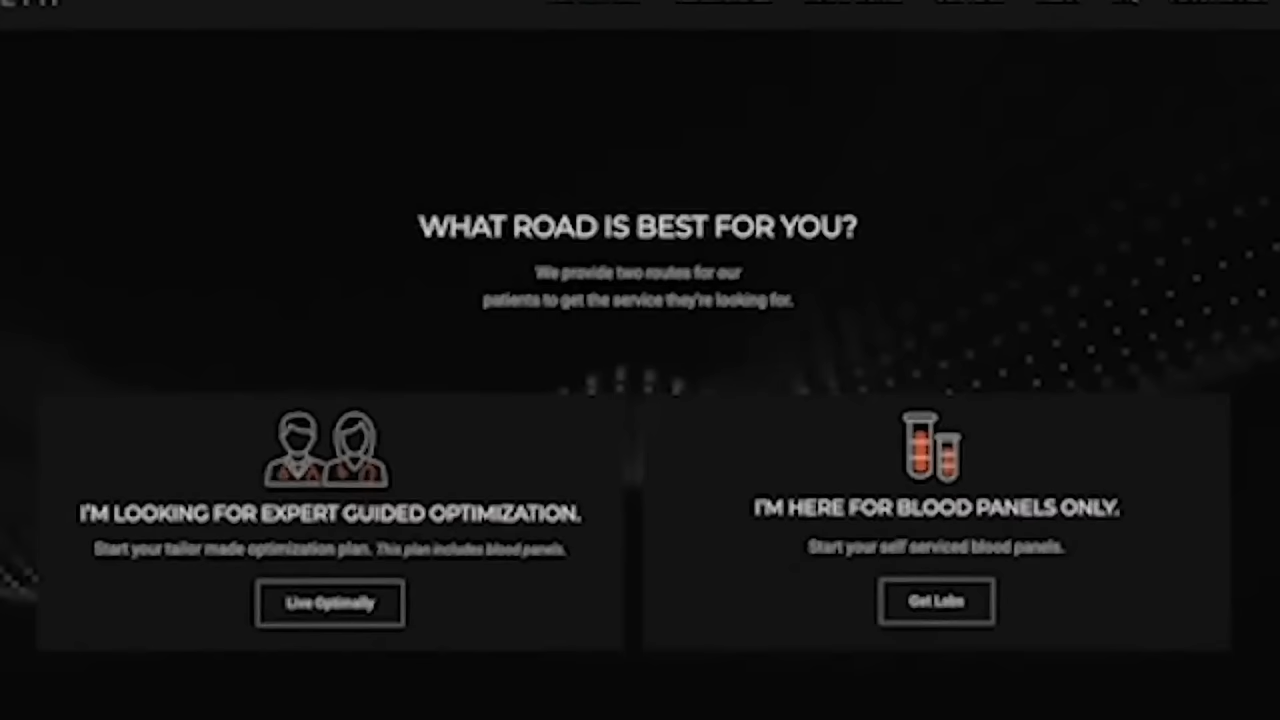 WHAT ROAD IS BEST FOR YOU?
We provide two routes for our
patients to get the service they're looking for.
I'M LOOKING FOR EXPERT GUIDED OPTIMIZATION.
Start your tailor made optimization plan. This plan includes blood panels.
Live Optimally
I'M HERE FOR BLOOD PANELS ONLY.
Start your self serviced blood panels.
Get Labs